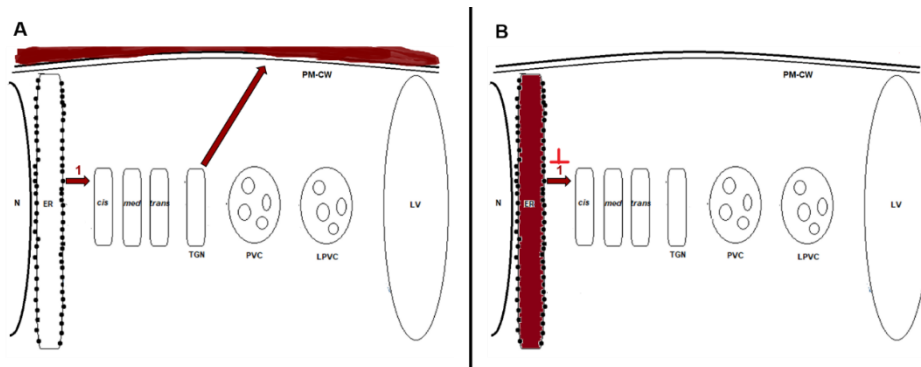 A
PM-CW
1
N
ER
cis
med
trans
LV
TGN
PVC
LPVC
B
PM-CW
1
N
ER
cis
med
trans
LV
TGN
PVC
LPVC